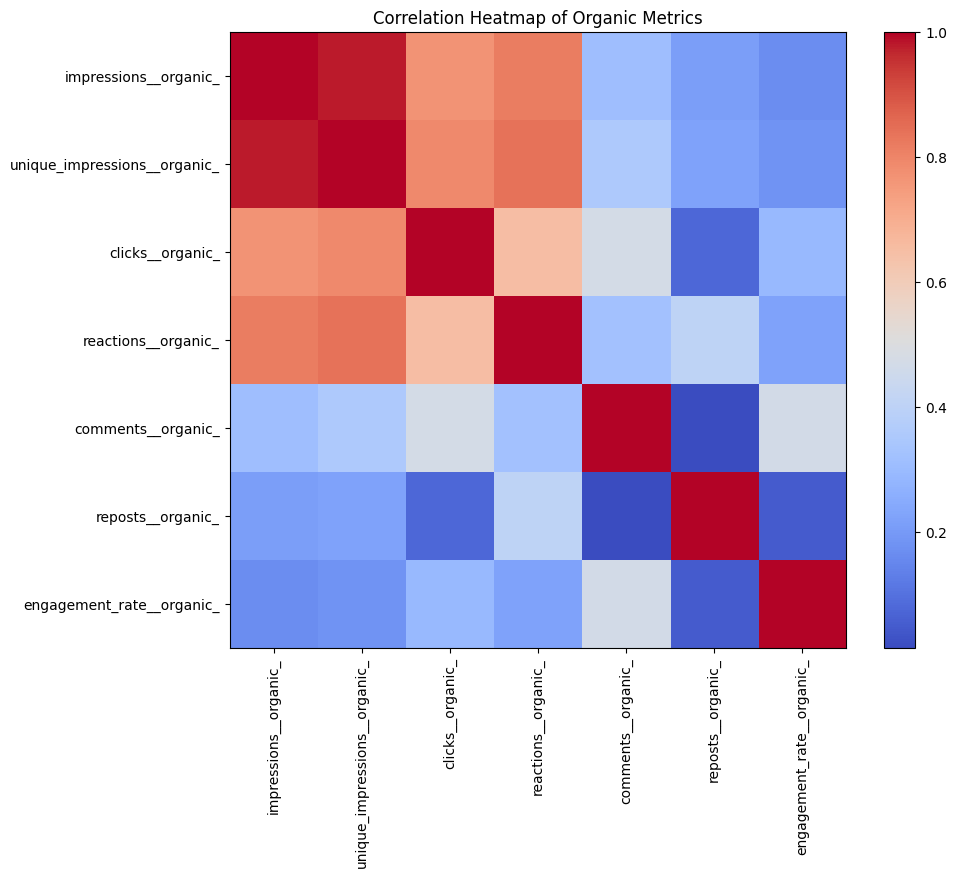 Correlation Heatmap of Organic Metrics
impressions__organic_
unique_impressions__organic_
clicks__organic_
reactions__organic_
comments__organic_
reposts__organic_
engagement_rate__organic_
impressions__organic_
unique_impressions__organic_
clicks__organic_
reactions__organic_
comments__organic_
reposts__organic_
engagement_rate__organic_
1.0
0.8
0.6
0.4
0.2